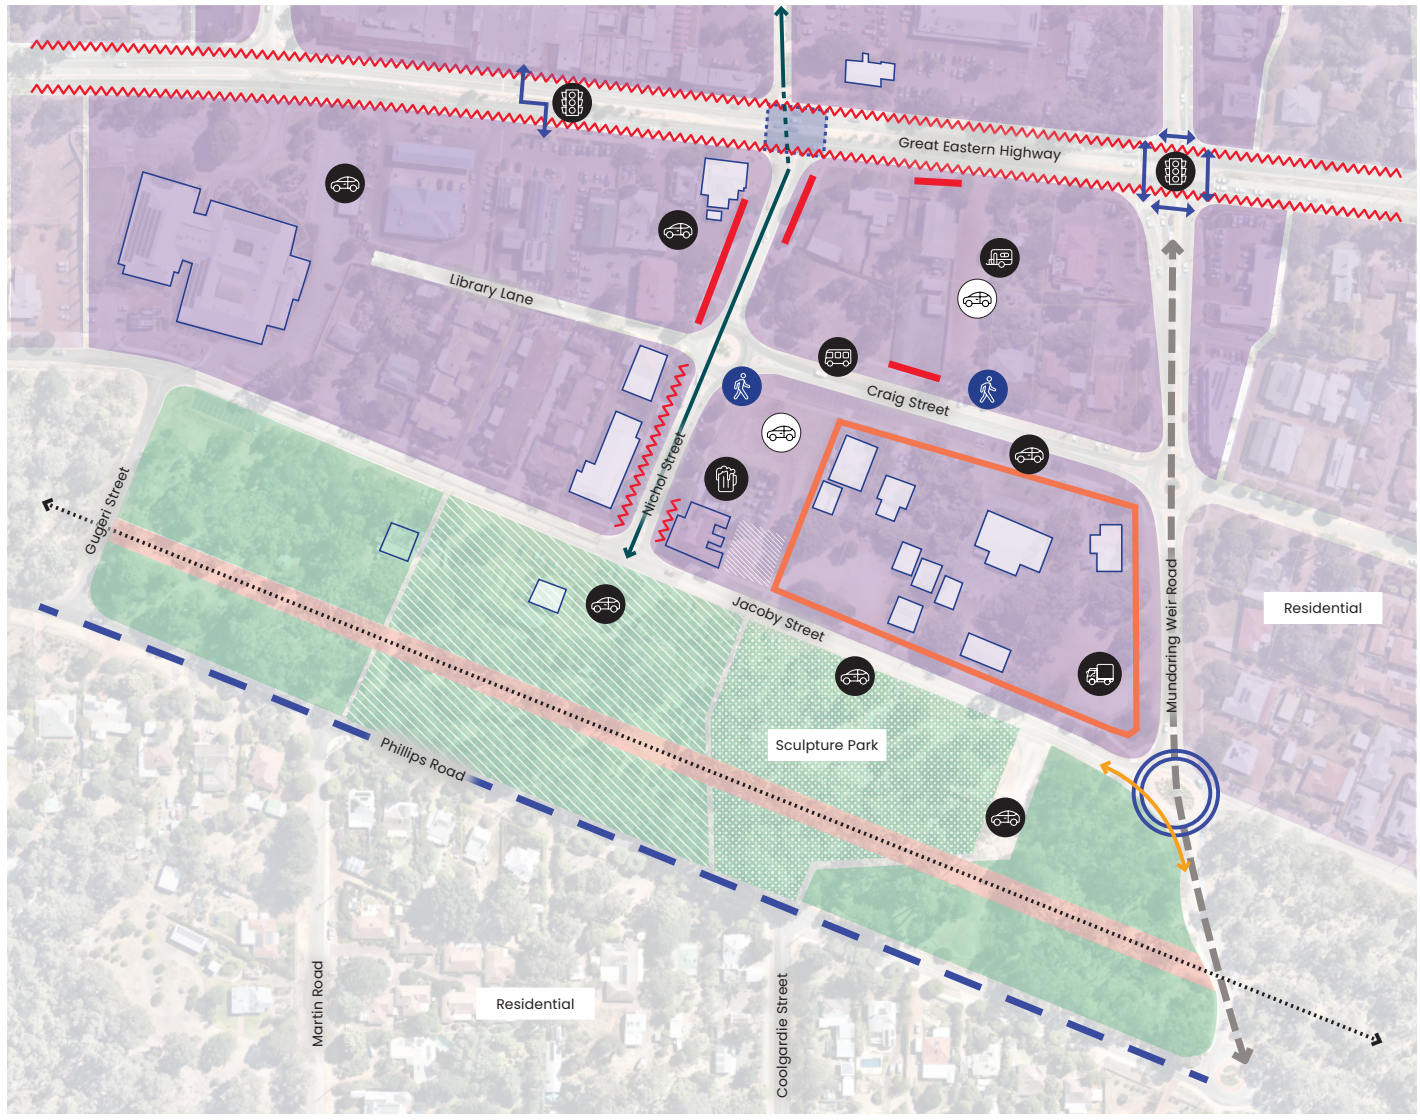 Great Eastern Highway
Library Lane
Craig Street
Nichol Street
Gugeri Street
Jacoby Street
Mundaring Weir Road
Residential
Sculpture Park
Phillips Road
Martin Road
Residential
Coolgardie Street